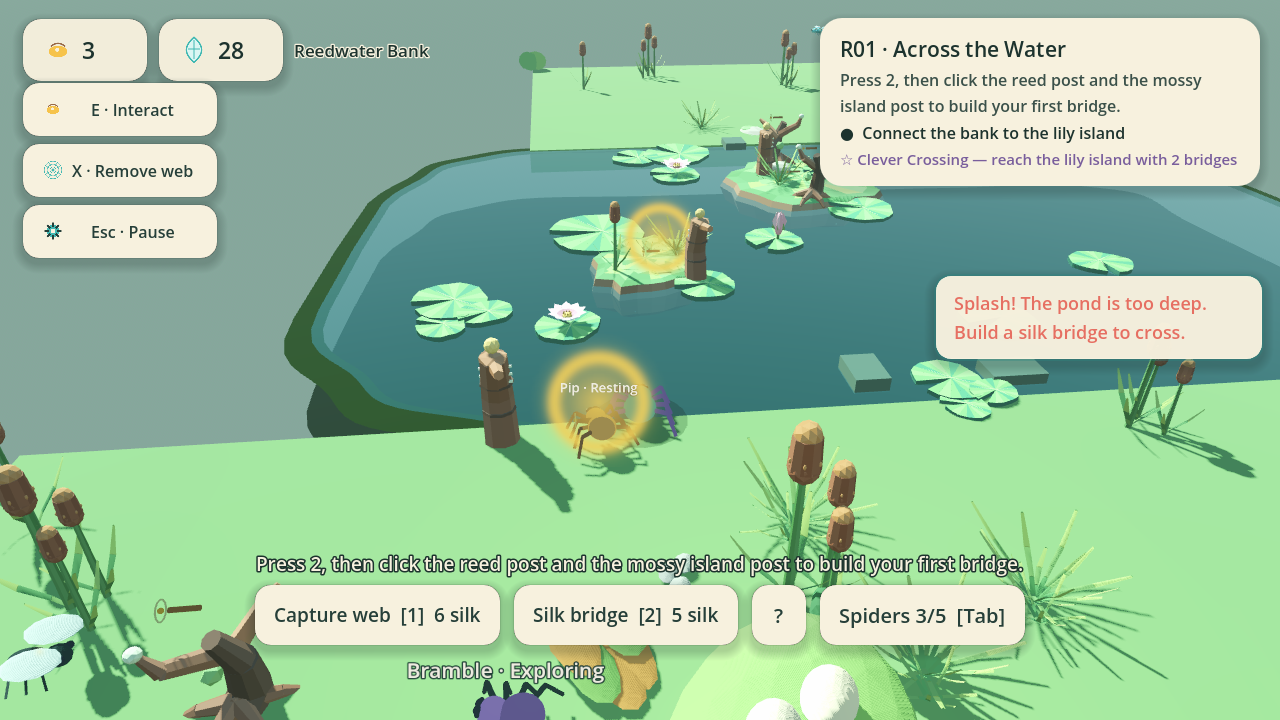 3
28
Reedwater Bank
E · Interact
X · Remove web
Esc · Pause
R01 · Across the Water
Press 2, then click the reed post and the mossy
island post to build your first bridge.
● Connect the bank to the lily island
☆ Clever Crossing — reach the lily island with 2 bridges
Splash! The pond is too deep.
Build a silk bridge to cross.
Pip · Resting
Press 2, then click the reed post and the mossy island post to build your first bridge.
Capture web [1] 6 silk
Silk bridge [2] 5 silk
?
Spiders 3/5 [Tab]
Bramble · Exploring